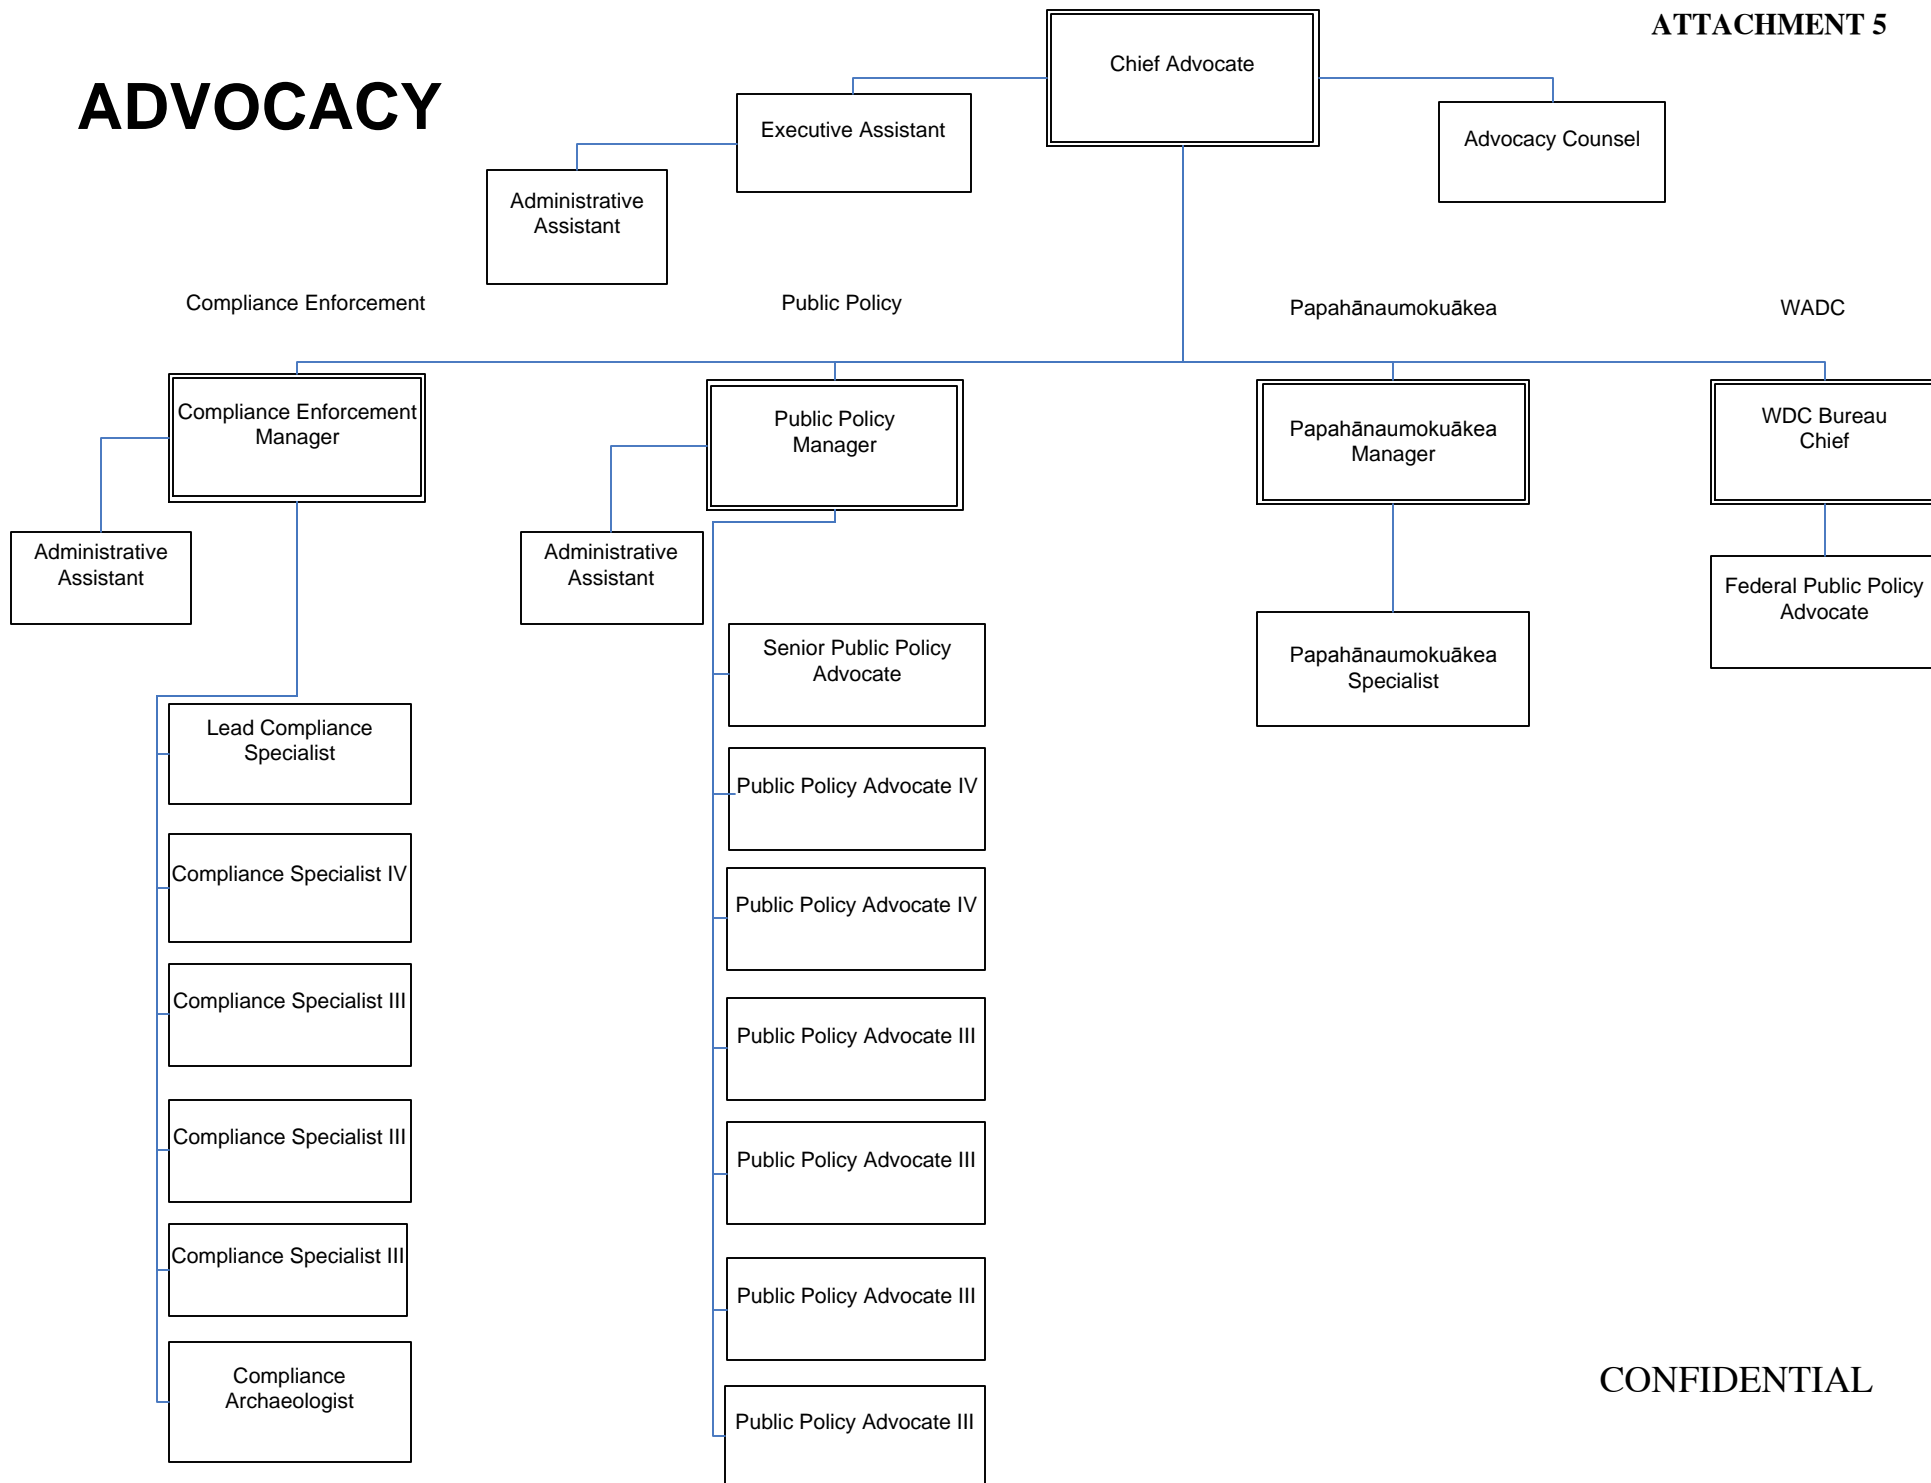 ATTACHMENT 5
ADVOCACY
Chief Advocate
Executive Assistant
Advocacy Counsel
Administrative
Assistant
Compliance Enforcement
Public Policy
Papahānaumokuākea
WADC
Compliance Enforcement
Manager
Public Policy
Manager
Papahānaumokuākea
Manager
WDC Bureau
Chief
Administrative
Assistant
Administrative
Assistant
Federal Public Policy
Advocate
Lead Compliance
Specialist
Compliance Specialist IV
Compliance Specialist III
Compliance Specialist III
Compliance Specialist III
Compliance
Archaeologist
Senior Public Policy
Advocate
Public Policy Advocate IV
Public Policy Advocate IV
Public Policy Advocate III
Public Policy Advocate III
Public Policy Advocate III
Public Policy Advocate III
Papahānaumokuākea
Specialist
CONFIDENTIAL